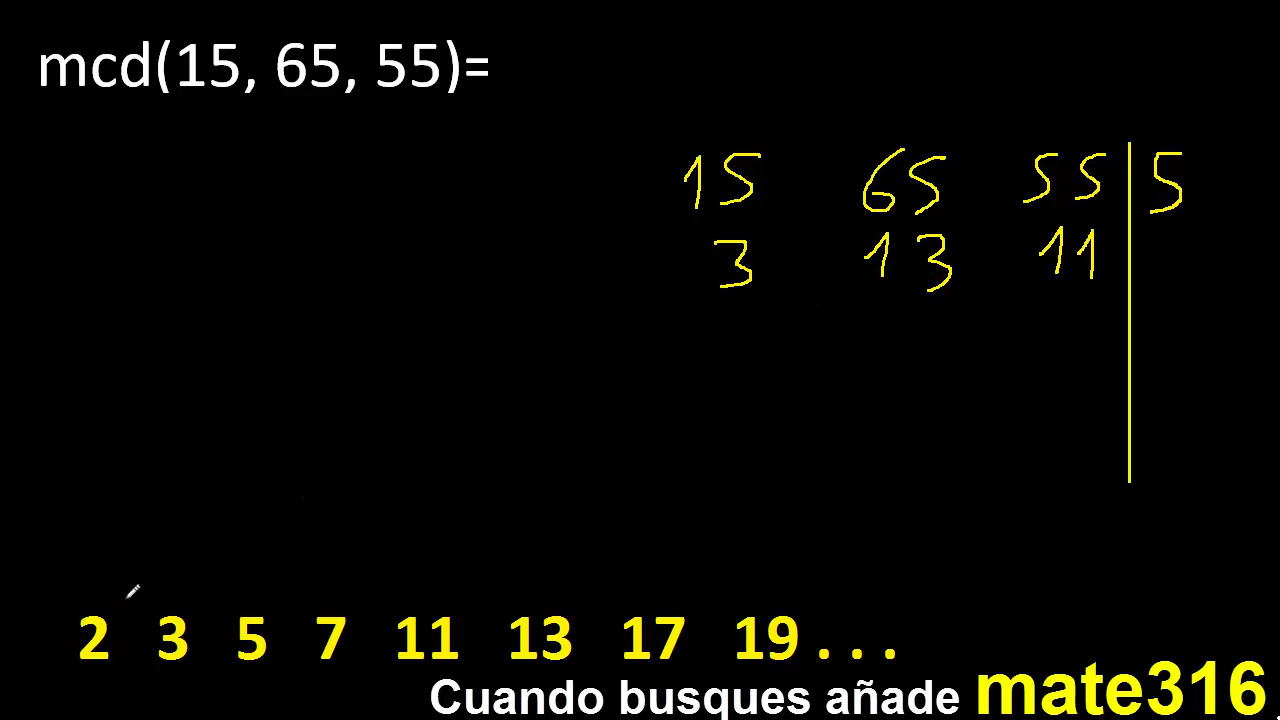 mcd(15, 65, 55)=
15 65 55 5
3 13 11
2 3 5 7 11 13 17 19 . . .
Cuando busques añade mate316